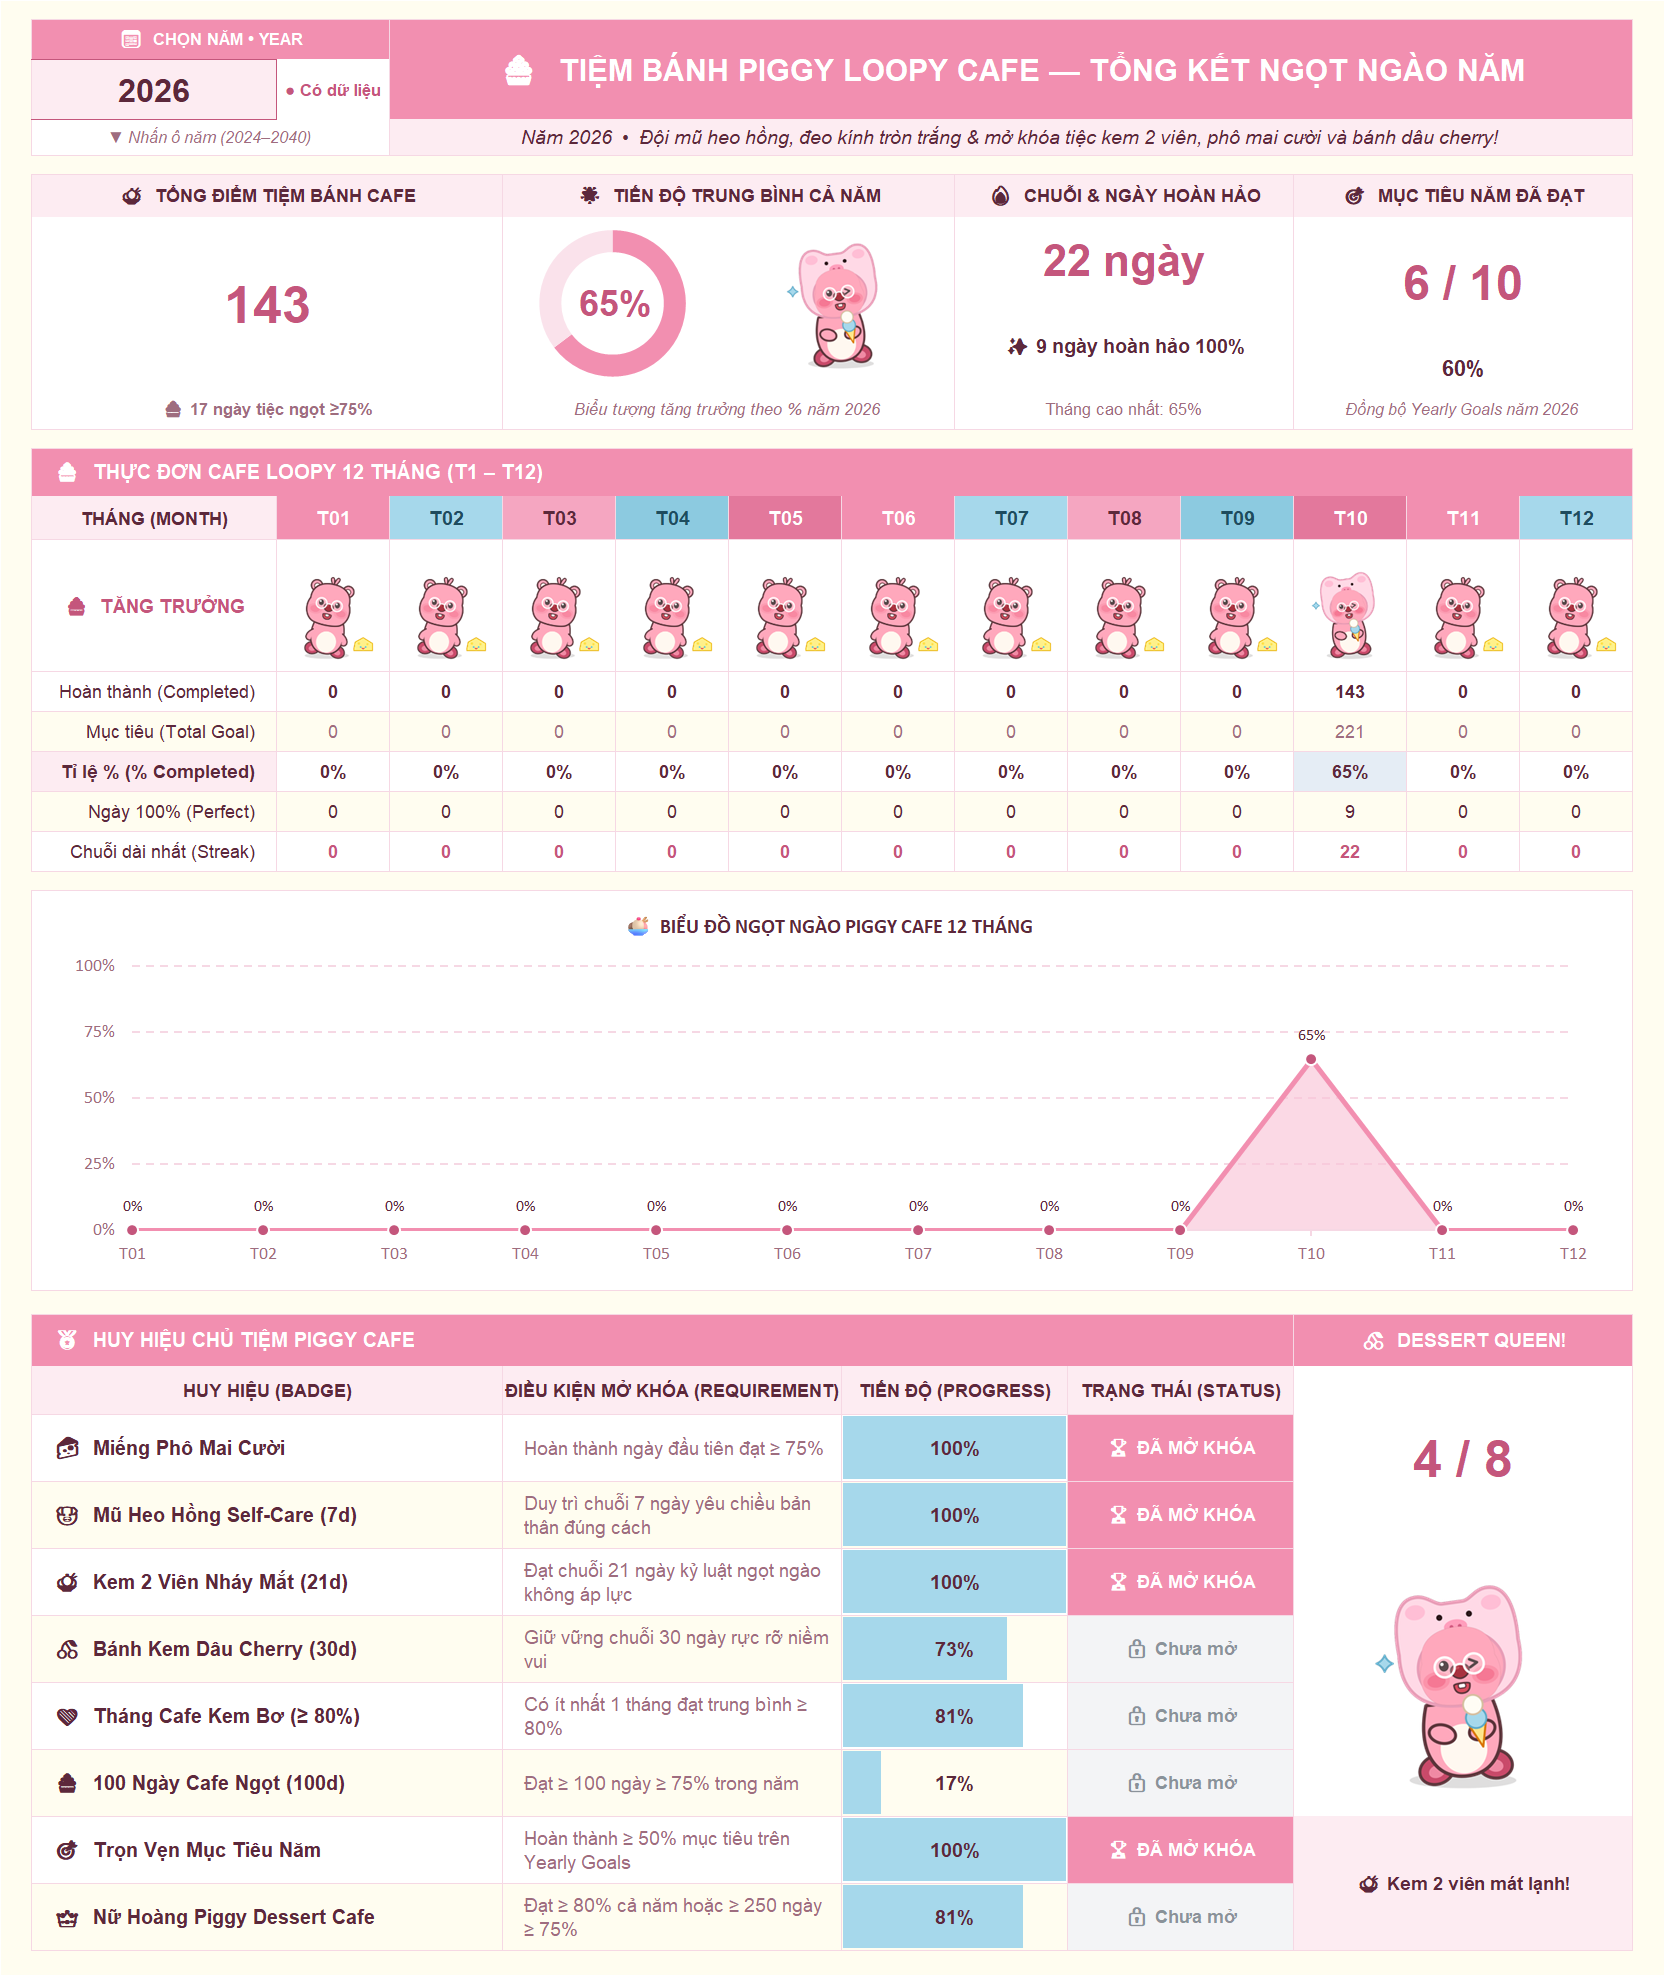 CHỌN NĂM • YEAR
2026
● Có dữ liệu
▼ Nhấn ô năm (2024–2040)
TIỆM BÁNH PIGGY LOOPY CAFE — TỔNG KẾT NGỌT NGÀO NĂM
Năm 2026 • Đội mũ heo hồng, đeo kính tròn trắng & mở khóa tiệc kem 2 viên, phô mai cười và bánh dâu cherry!
TỔNG ĐIỂM TIỆM BÁNH CAFE
143
17 ngày tiệc ngọt ≥75%
TIẾN ĐỘ TRUNG BÌNH CẢ NĂM
65%
Biểu tượng tăng trưởng theo % năm 2026
CHUỖI & NGÀY HOÀN HẢO
22 ngày
9 ngày hoàn hảo 100%
Tháng cao nhất: 65%
MỤC TIÊU NĂM ĐÃ ĐẠT
6 / 10
60%
Đồng bộ Yearly Goals năm 2026
THỰC ĐƠN CAFE LOOPY 12 THÁNG (T1 – T12)
THÁNG (MONTH) T01 T02 T03 T04 T05 T06 T07 T08 T09 T10 T11 T12
TĂNG TRƯỞNG
Hoàn thành (Completed) 0 0 0 0 0 0 0 0 0 143 0 0
Mục tiêu (Total Goal) 0 0 0 0 0 0 0 0 0 221 0 0
Tỉ lệ % (% Completed) 0% 0% 0% 0% 0% 0% 0% 0% 0% 65% 0% 0%
Ngày 100% (Perfect) 0 0 0 0 0 0 0 0 0 9 0 0
Chuỗi dài nhất (Streak) 0 0 0 0 0 0 0 0 0 22 0 0
BIỂU ĐỒ NGỌT NGÀO PIGGY CAFE 12 THÁNG
100%
75%
65%
50%
25%
0% 0% 0% 0% 0% 0% 0% 0% 0% 0% 0%
0%
T01 T02 T03 T04 T05 T06 T07 T08 T09 T10 T11 T12
HUY HIỆU CHỦ TIỆM PIGGY CAFE
HUY HIỆU (BADGE) ĐIỀU KIỆN MỞ KHÓA (REQUIREMENT) TIẾN ĐỘ (PROGRESS) TRẠNG THÁI (STATUS)
Miếng Phô Mai Cười
Hoàn thành ngày đầu tiên đạt ≥ 75%
100%
ĐÃ MỞ KHÓA
Mũ Heo Hồng Self-Care (7d)
Duy trì chuỗi 7 ngày yêu chiều bản
thân đúng cách
100%
ĐÃ MỞ KHÓA
Kem 2 Viên Nháy Mắt (21d)
Đạt chuỗi 21 ngày kỷ luật ngọt ngào
không áp lực
100%
ĐÃ MỞ KHÓA
Bánh Kem Dâu Cherry (30d)
Giữ vững chuỗi 30 ngày rực rỡ niềm
vui
73%
Chưa mở
Tháng Cafe Kem Bơ (≥ 80%)
Có ít nhất 1 tháng đạt trung bình ≥
80%
81%
Chưa mở
100 Ngày Cafe Ngọt (100d)
Đạt ≥ 100 ngày ≥ 75% trong năm
17%
Chưa mở
Trọn Vẹn Mục Tiêu Năm
Hoàn thành ≥ 50% mục tiêu trên
Yearly Goals
100%
ĐÃ MỞ KHÓA
Nữ Hoàng Piggy Dessert Cafe
Đạt ≥ 80% cả năm hoặc ≥ 250 ngày
≥ 75%
81%
Chưa mở
DESSERT QUEEN!
4 / 8
Kem 2 viên mát lạnh!